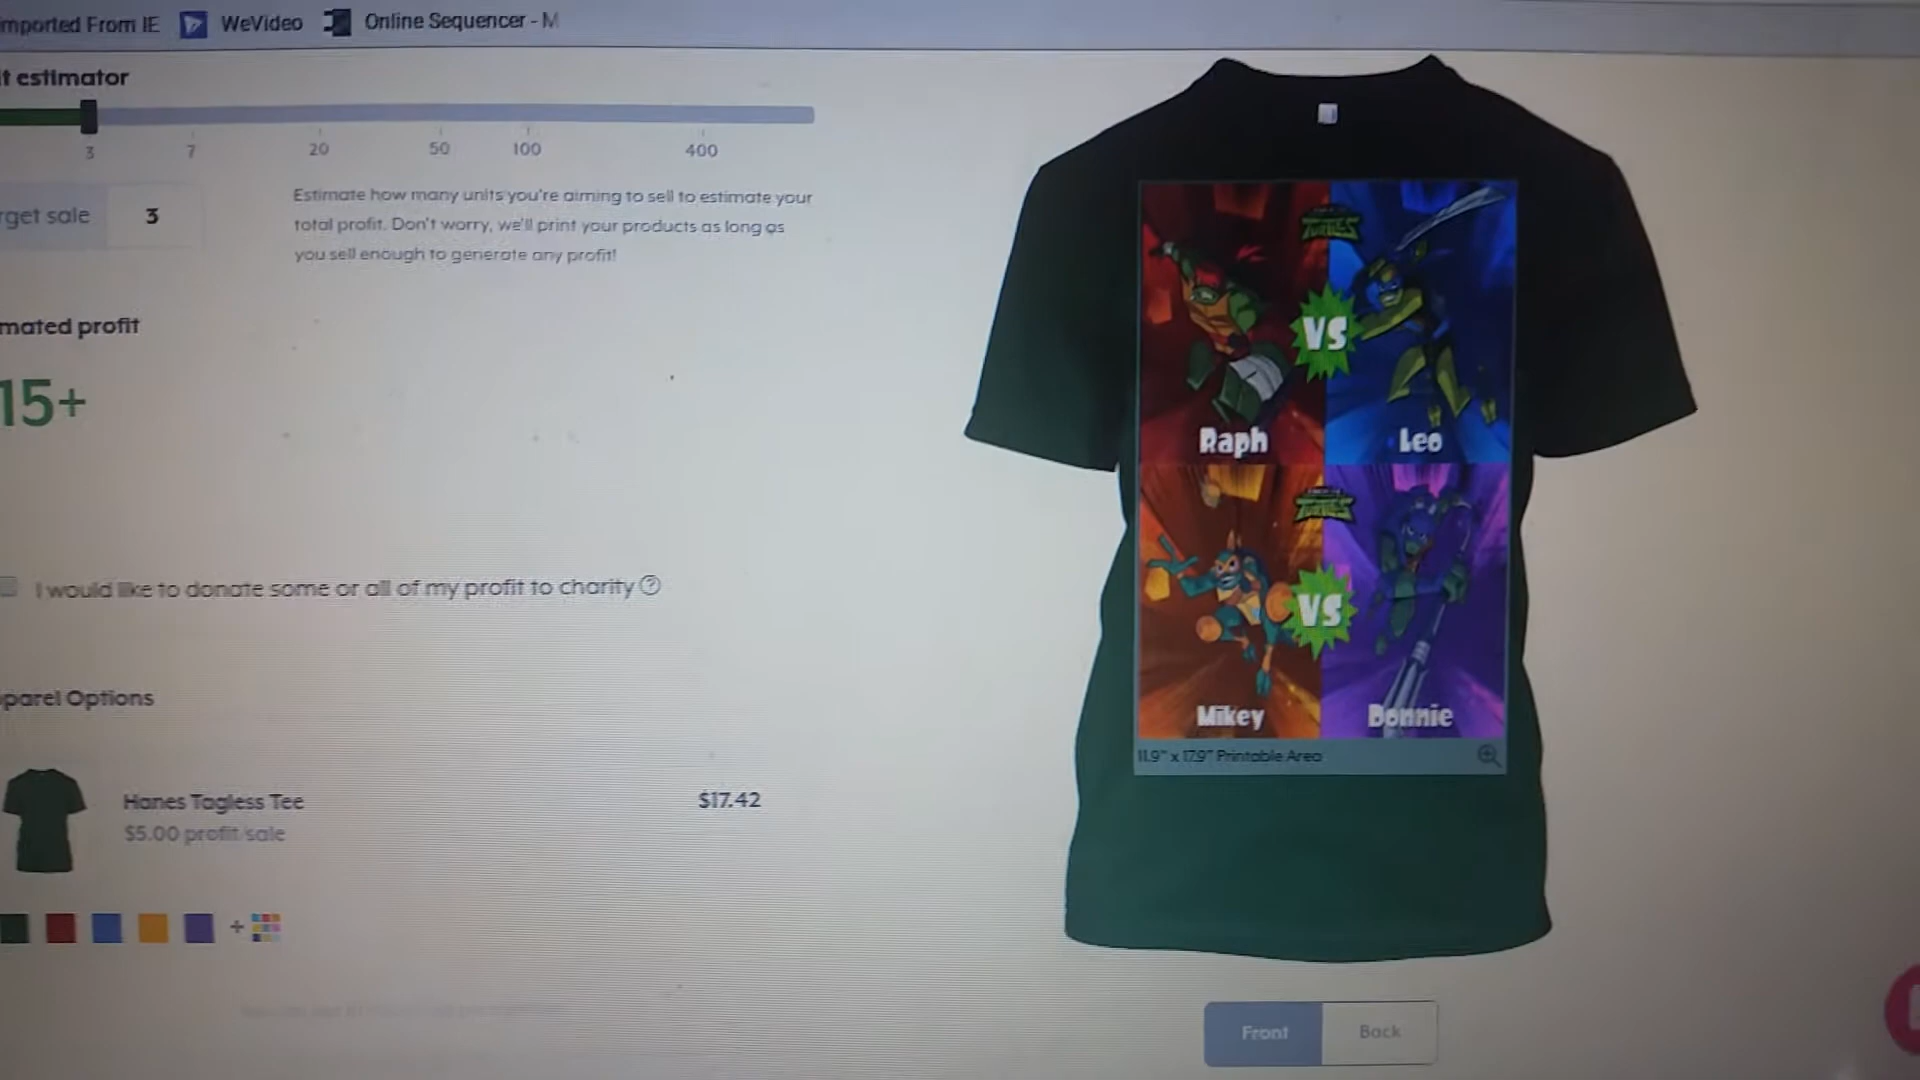 mported From IE
WeVideo
Online Sequencer - M
it estimator
3
7
20
50
100
400
rget sale
3
Estimate how many units you're aiming to sell to estimate your
total profit. Don't worry, we'll print your products as long as
you sell enough to generate any profit!
mated profit
15+
I would like to donate some or all of my profit to charity
parel Options
Hanes Tagless Tee
$17.42
$5.00 profit/sale
TURTLES
VS
Raph
Leo
TURTLES
VS
Mikey
Donnie
11.9" x 17.9" Printable Area
Front
Back